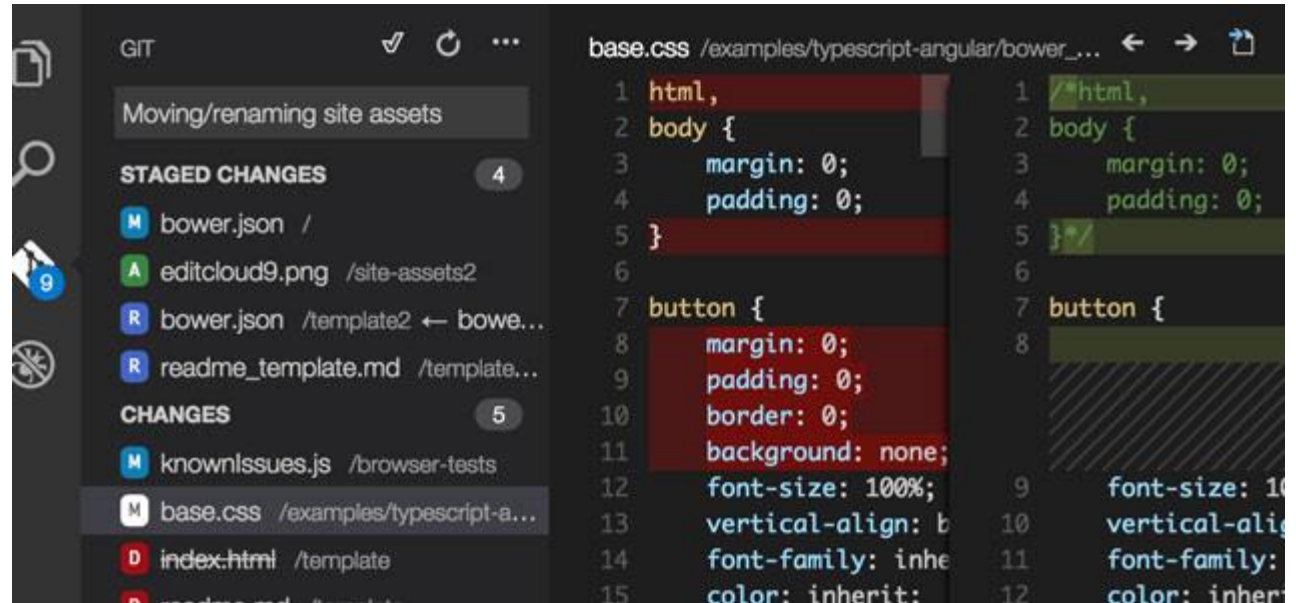 GIT
Moving/renaming site assets
STAGED CHANGES 4
M bower.json /
A editcloud9.png /site-assets2
R bower.json /template2 ← bowe...
R readme_template.md /template...
CHANGES 5
M knownIssues.js /browser-tests
M base.css /examples/typescript-a...
D index.html /template
D readme.md /template
9
base.css /examples/typescript-angular/bower_...
1 html,
2 body {
3 margin: 0;
4 padding: 0;
5 }
6
7 button {
8 margin: 0;
9 padding: 0;
10 border: 0;
11 background: none;
12 font-size: 100%;
13 vertical-align: b
14 font-family: inhe
15 color: inherit;
1 /*html,
2 body {
3 margin: 0;
4 padding: 0;
5 }*/
6
7 button {
8
9 font-size: 10
10 vertical-alig
11 font-family:
12 color: inheri